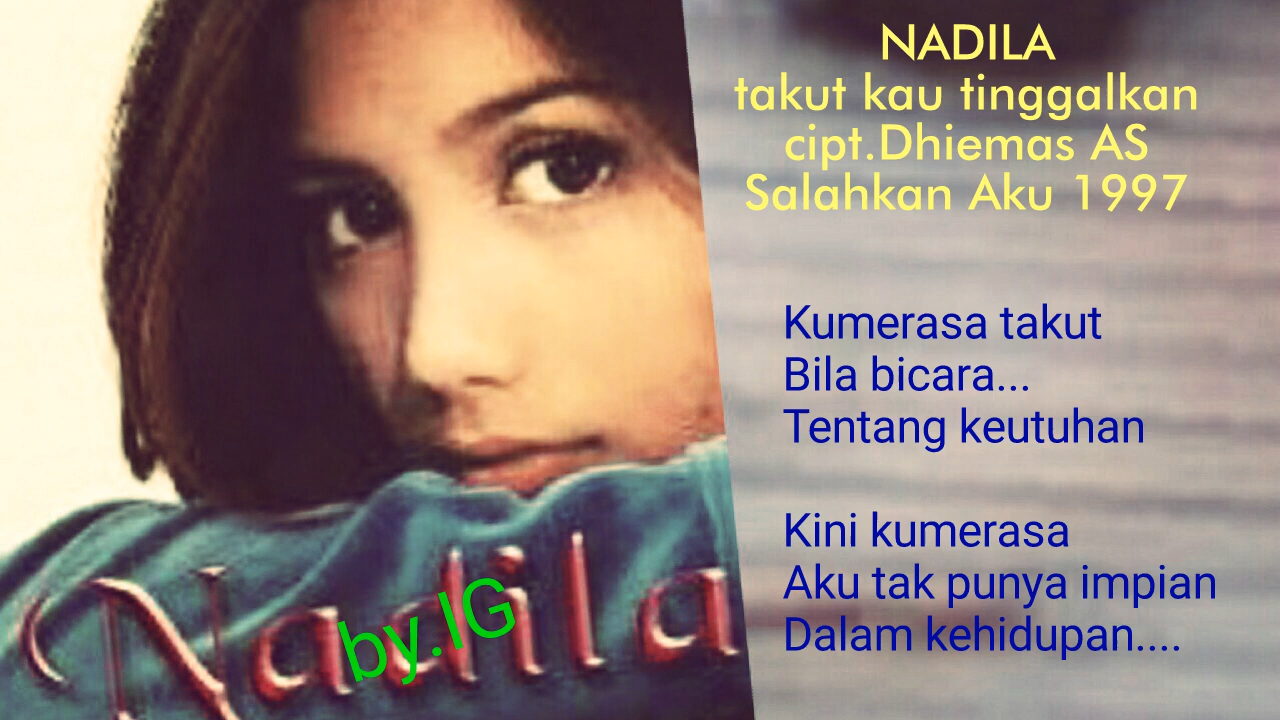 NADILA
takut kau tinggalkan
cipt.Dhiemas AS
Salahkan Aku 1997
Kumerasa takut
Bila bicara...
Tentang keutuhan
Kini kumerasa
Aku tak punya impian
Dalam kehidupan....
Nadila
by.IG